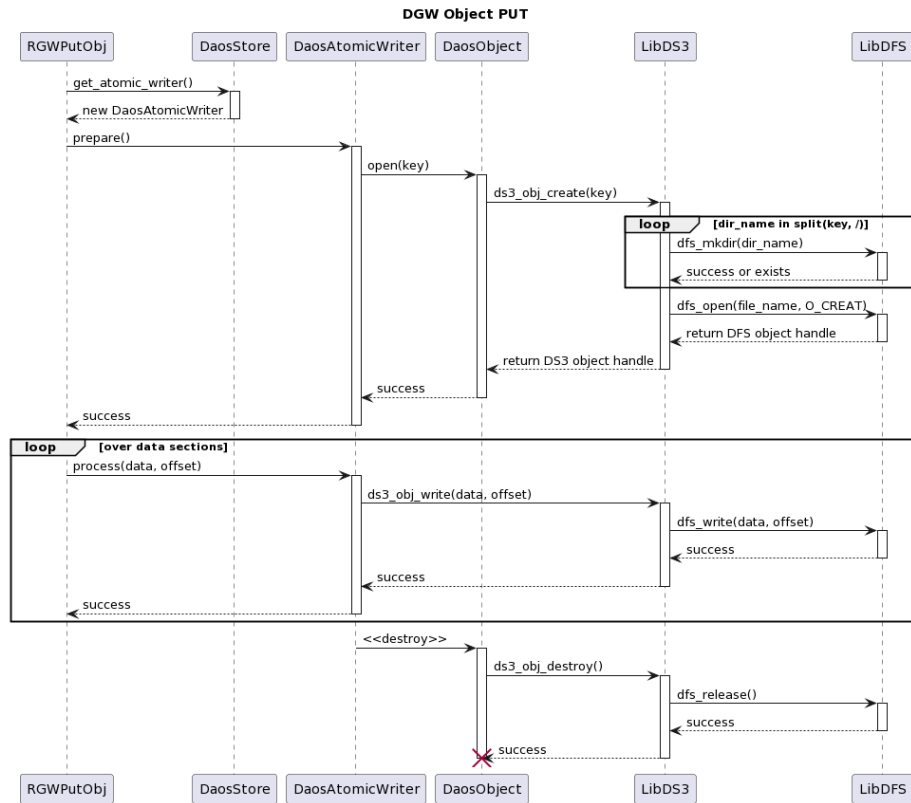 DGW Object PUT
RGWPutObj DaosStore DaosAtomicWriter DaosObject LibDS3 LibDFS
get_atomic_writer()
new DaosAtomicWriter
prepare()
open(key)
ds3_obj_create(key)
loop [dir_name in split(key, /)]
dfs_mkdir(dir_name)
success or exists
dfs_open(file_name, O_CREAT)
return DFS object handle
return DS3 object handle
success
success
loop [over data sections]
process(data, offset)
ds3_obj_write(data, offset)
dfs_write(data, offset)
success
success
success
<<destroy>>
ds3_obj_destroy()
dfs_release()
success
success
RGWPutObj DaosStore DaosAtomicWriter DaosObject LibDS3 LibDFS